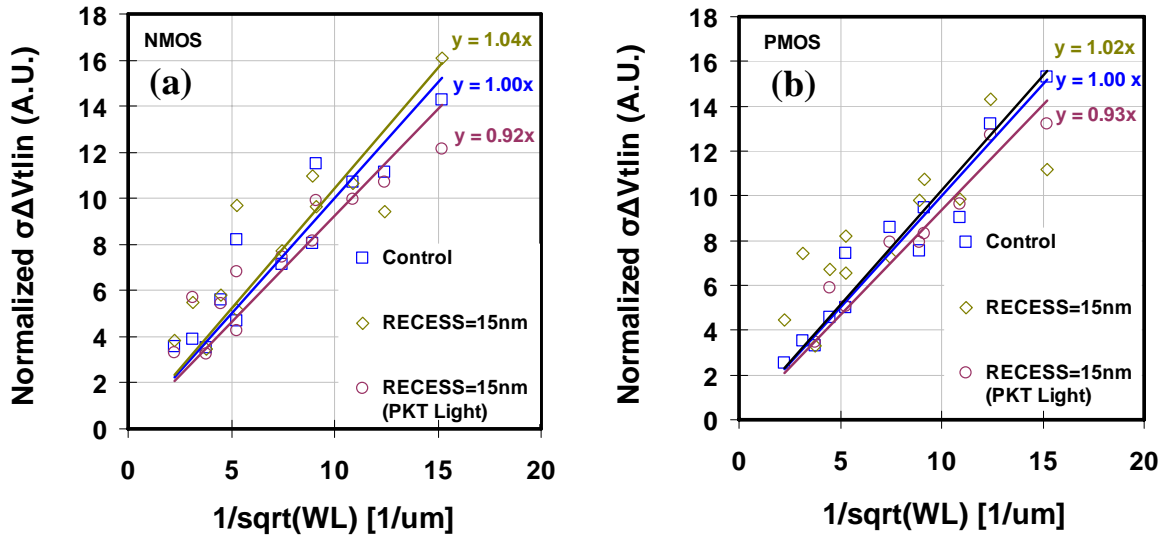 Normalized σΔVtlin (A.U.)
18
16
14
12
10
8
6
4
2
0
NMOS
(a)
y = 1.04x
y = 1.00x
y = 0.92x
Control
RECESS=15nm
RECESS=15nm
(PKT Light)
0 5 10 15 20
1/sqrt(WL) [1/um]
Normalized σΔVtlin (A.U.)
18
16
14
12
10
8
6
4
2
0
PMOS
(b)
y = 1.02x
y = 1.00 x
y = 0.93x
Control
RECESS=15nm
RECESS=15nm
(PKT Light)
0 5 10 15 20
1/sqrt(WL) [1/um]